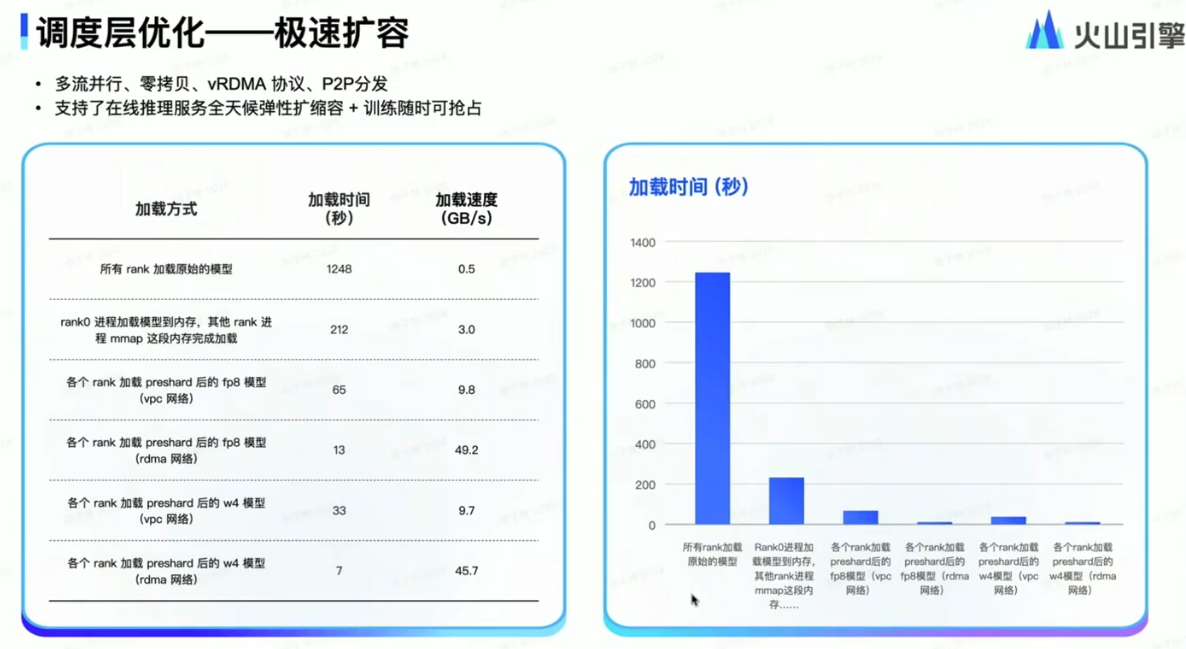 调度层优化——极速扩容
火山引擎
• 多流并行、零拷贝、vRDMA 协议、P2P分发
• 支持了在线推理服务全天候弹性扩缩容 + 训练随时可抢占
加载方式
加载时间
（秒）
加载速度
（GB/s）
所有 rank 加载原始的模型
1248
0.5
rank0 进程加载模型到内存，其他 rank 进
程 mmap 这段内存完成加载
212
3.0
各个 rank 加载 preshard 后的 fp8 模型
（vpc 网络）
65
9.8
各个 rank 加载 preshard 后的 fp8 模型
（rdma 网络）
13
49.2
各个 rank 加载 preshard 后的 w4 模型
（vpc 网络）
33
9.7
各个 rank 加载 preshard 后的 w4 模型
（rdma 网络）
7
45.7
加载时间 (秒)
1400
1200
1000
800
600
400
200
0
所有rank加载
原始的模型
Rank0进程加
载模型到内存，
其他rank进程
mmap这段内
存……
各个rank加载
preshard后的
fp8模型（vpc
网络）
各个rank加载
preshard后的
fp8模型（rdma
网络）
各个rank加载
preshard后的
w4模型（vpc
网络）
各个rank加载
preshard后的
w4模型（rdma
网络）